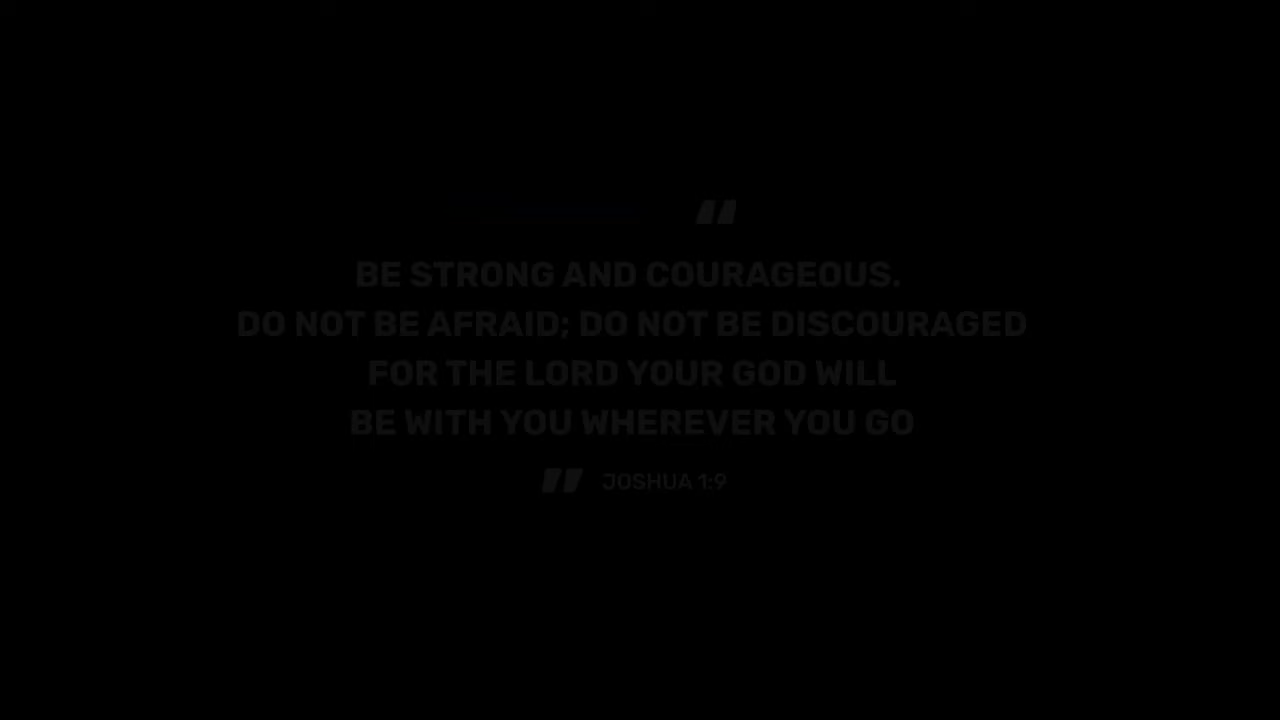 "
BE STRONG AND COURAGEOUS.
DO NOT BE AFRAID; DO NOT BE DISCOURAGED
FOR THE LORD YOUR GOD WILL
BE WITH YOU WHEREVER YOU GO
" JOSHUA 1:9